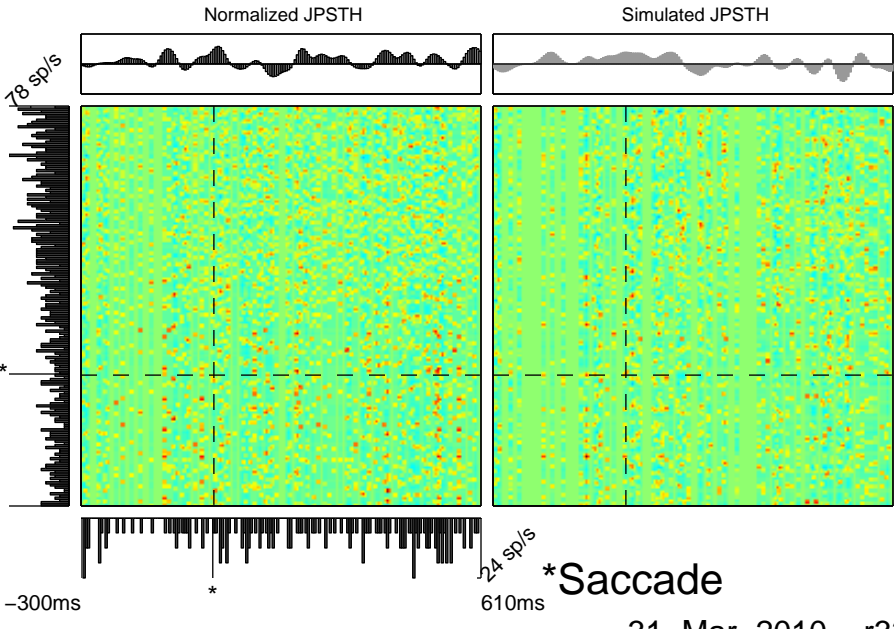 Normalized JPSTH
Simulated JPSTH
78 sp/s
*
24 sp/s
*
*Saccade
−300ms
610ms
31−Mar−2010